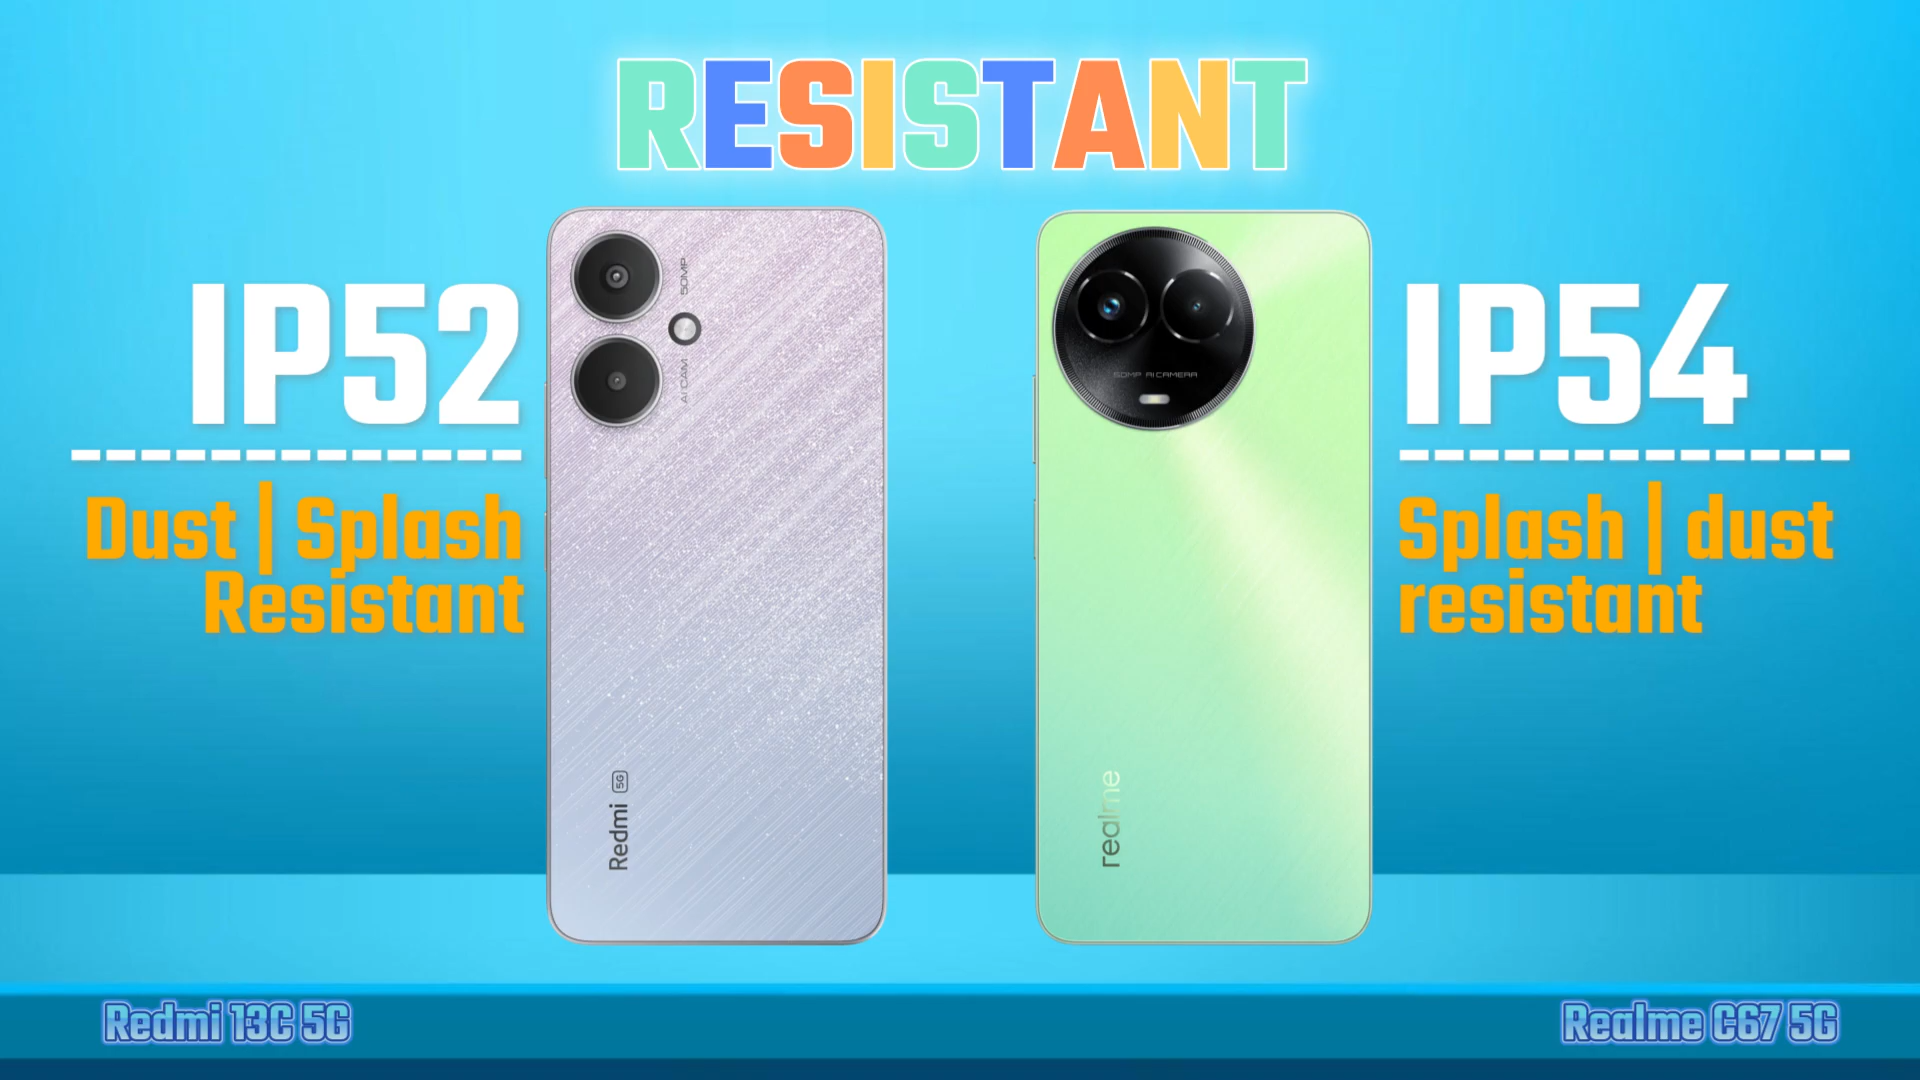 RESISTANT
IP52
Dust | Splash
Resistant
50MP
AI CAM
Redmi 5G
50MP AI CAMERA
realme
IP54
Splash | dust
resistant
Redmi 13C 5G
Realme C67 5G